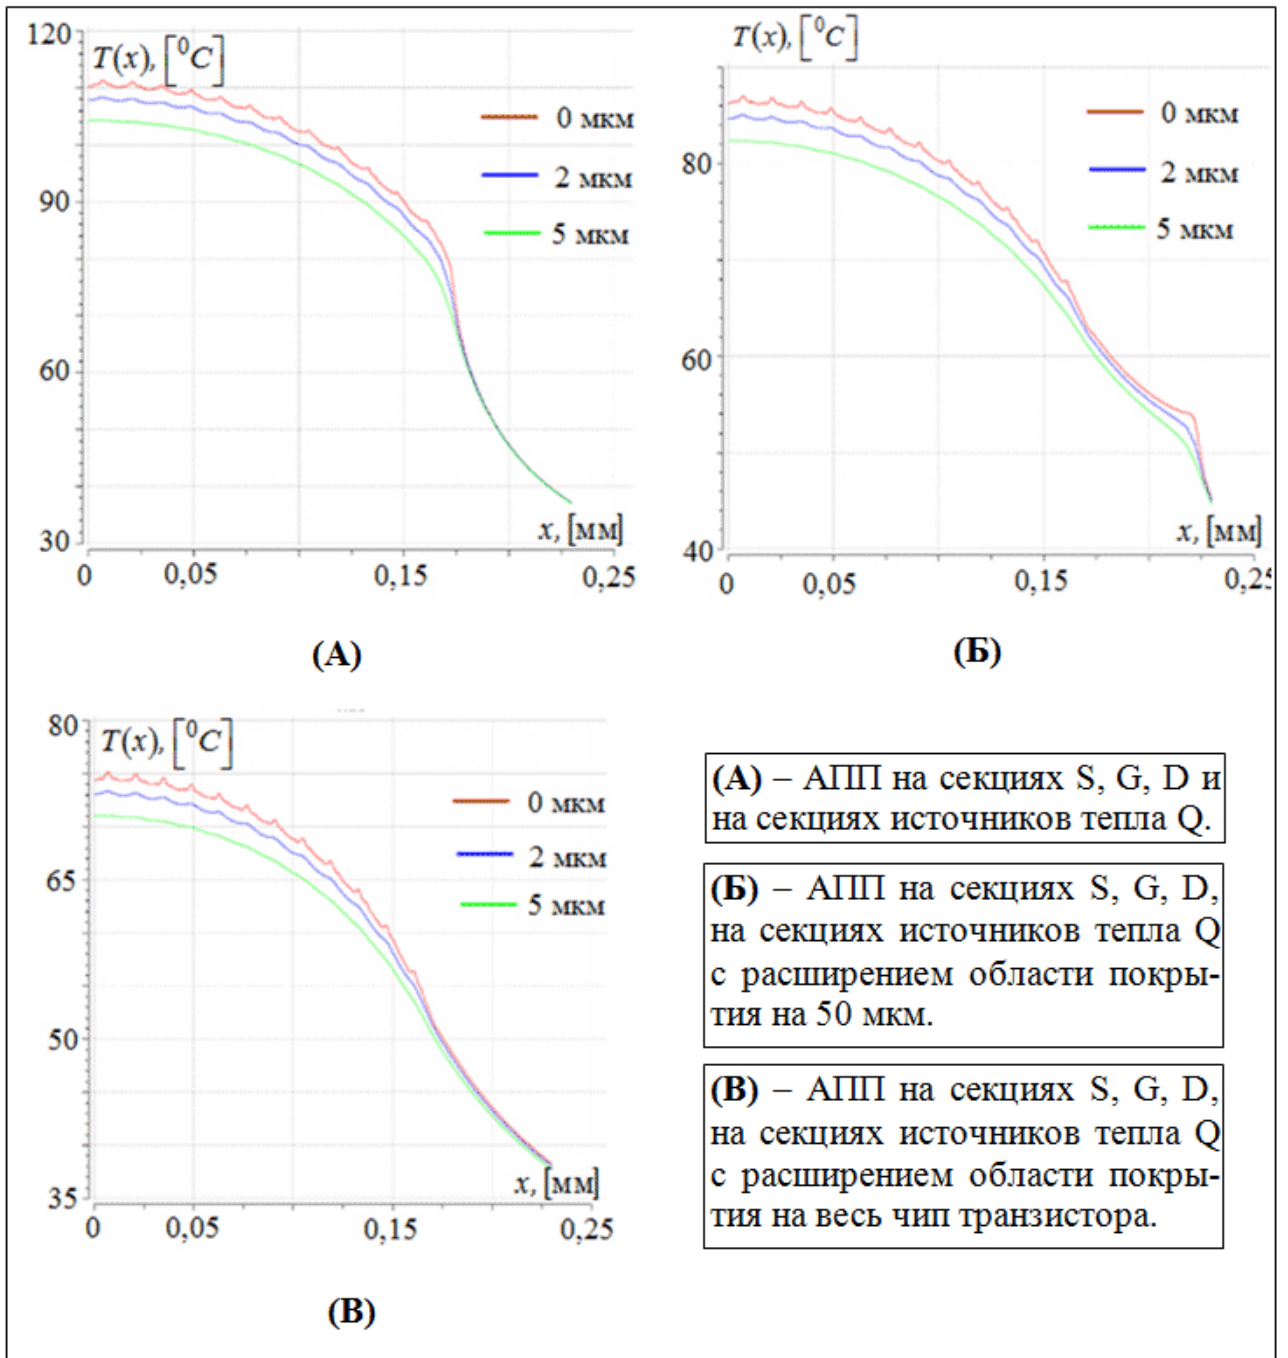 120
T(x), [⁰C]
0 мкм
2 мкм
5 мкм
90
60
30
x, [мм]
0 0,05 0,15 0,25
(А)
T(x), [⁰C]
0 мкм
2 мкм
5 мкм
80
60
40
x, [мм]
0 0,05 0,15 0,25
(Б)
80
T(x), [⁰C]
0 мкм
2 мкм
5 мкм
65
50
35
x, [мм]
0 0,05 0,15 0,25
(В)
(А) – АПП на секциях S, G, D и
на секциях источников тепла Q.
(Б) – АПП на секциях S, G, D,
на секциях источников тепла Q
с расширением области покры-
тия на 50 мкм.
(В) – АПП на секциях S, G, D,
на секциях источников тепла Q
с расширением области покры-
тия на весь чип транзистора.